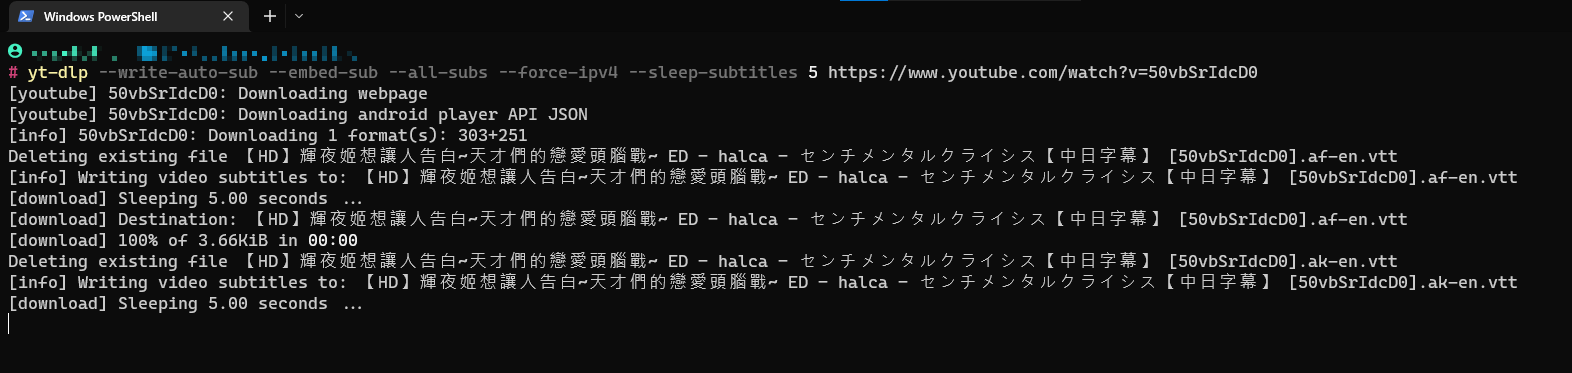 Windows PowerShell
# yt-dlp --write-auto-sub --embed-sub --all-subs --force-ipv4 --sleep-subtitles 5 https://www.youtube.com/watch?v=50vbSrIdcD0
[youtube] 50vbSrIdcD0: Downloading webpage
[youtube] 50vbSrIdcD0: Downloading android player API JSON
[info] 50vbSrIdcD0: Downloading 1 format(s): 303+251
Deleting existing file 【HD】輝夜姬想讓人告白~天才們的戀愛頭腦戰~ ED - halca - センチメンタルクライシス【中日字幕】 [50vbSrIdcD0].af-en.vtt
[info] Writing video subtitles to: 【HD】輝夜姬想讓人告白~天才們的戀愛頭腦戰~ ED - halca - センチメンタルクライシス【中日字幕】 [50vbSrIdcD0].af-en.vtt
[download] Sleeping 5.00 seconds ...
[download] Destination: 【HD】輝夜姬想讓人告白~天才們的戀愛頭腦戰~ ED - halca - センチメンタルクライシス【中日字幕】 [50vbSrIdcD0].af-en.vtt
[download] 100% of 3.66KiB in 00:00
Deleting existing file 【HD】輝夜姬想讓人告白~天才們的戀愛頭腦戰~ ED - halca - センチメンタルクライシス【中日字幕】 [50vbSrIdcD0].ak-en.vtt
[info] Writing video subtitles to: 【HD】輝夜姬想讓人告白~天才們的戀愛頭腦戰~ ED - halca - センチメンタルクライシス【中日字幕】 [50vbSrIdcD0].ak-en.vtt
[download] Sleeping 5.00 seconds ...